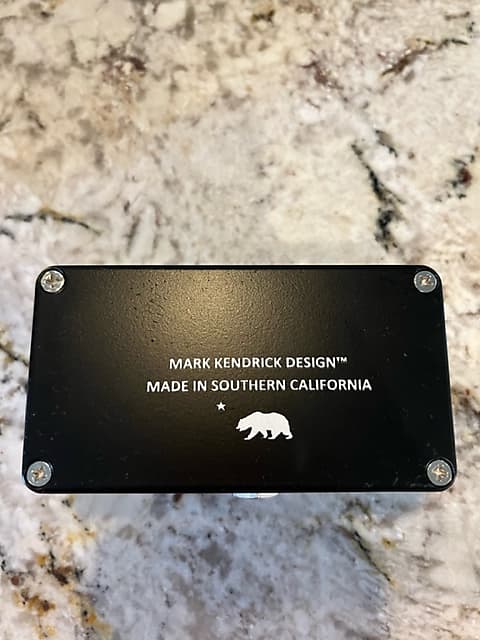 MARK KENDRICK DESIGN™
MADE IN SOUTHERN CALIFORNIA